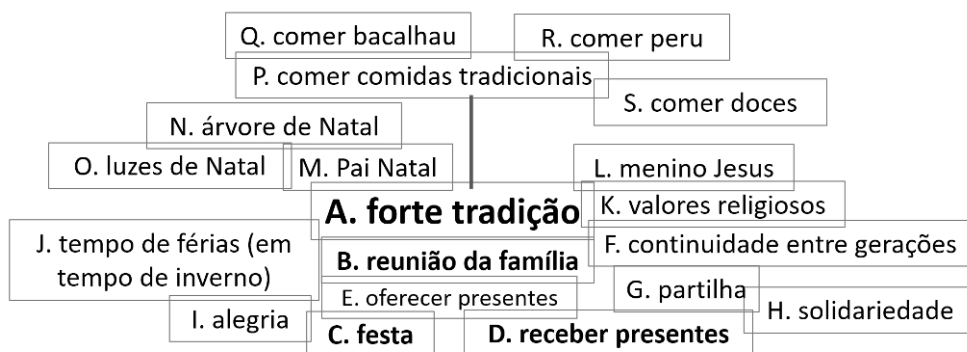 Q. comer bacalhau
R. comer peru
P. comer comidas tradicionais
S. comer doces
N. árvore de Natal
O. luzes de Natal
M. Pai Natal
L. menino Jesus
A. forte tradição
K. valores religiosos
J. tempo de férias (em
tempo de inverno)
B. reunião da família
F. continuidade entre gerações
E. oferecer presentes
G. partilha
H. solidariedade
I. alegria
C. festa
D. receber presentes